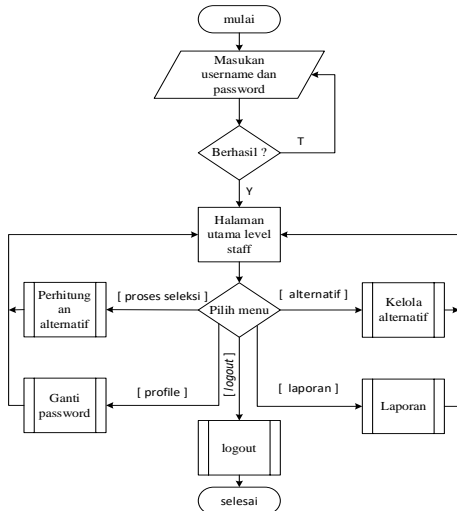 mulai
Masukan
username dan
password
Berhasil ?
T
Y
Halaman
utama level
staff
[ proses seleksi ]
[ alternatif ]
Perhitung
an
alternatif
Pilih menu
Kelola
alternatif
[ logout ]
[ profile ]
[ laporan ]
Ganti
password
Laporan
logout
selesai